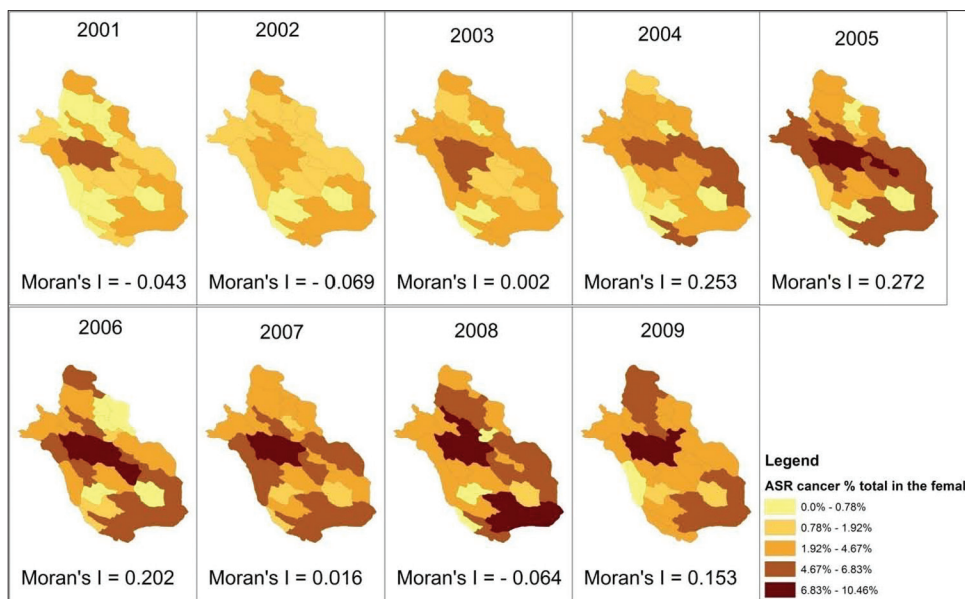 2001
2002
2003
2004
2005
Moran's I = - 0.043
Moran's I = - 0.069
Moran's I = 0.002
Moran's I = 0.253
Moran's I = 0.272
2006
2007
2008
2009
Moran's I = 0.202
Moran's I = 0.016
Moran's I = - 0.064
Moran's I = 0.153
Legend
ASR cancer % total in the femal
0.0% - 0.78%
0.78% - 1.92%
1.92% - 4.67%
4.67% - 6.83%
6.83% - 10.46%